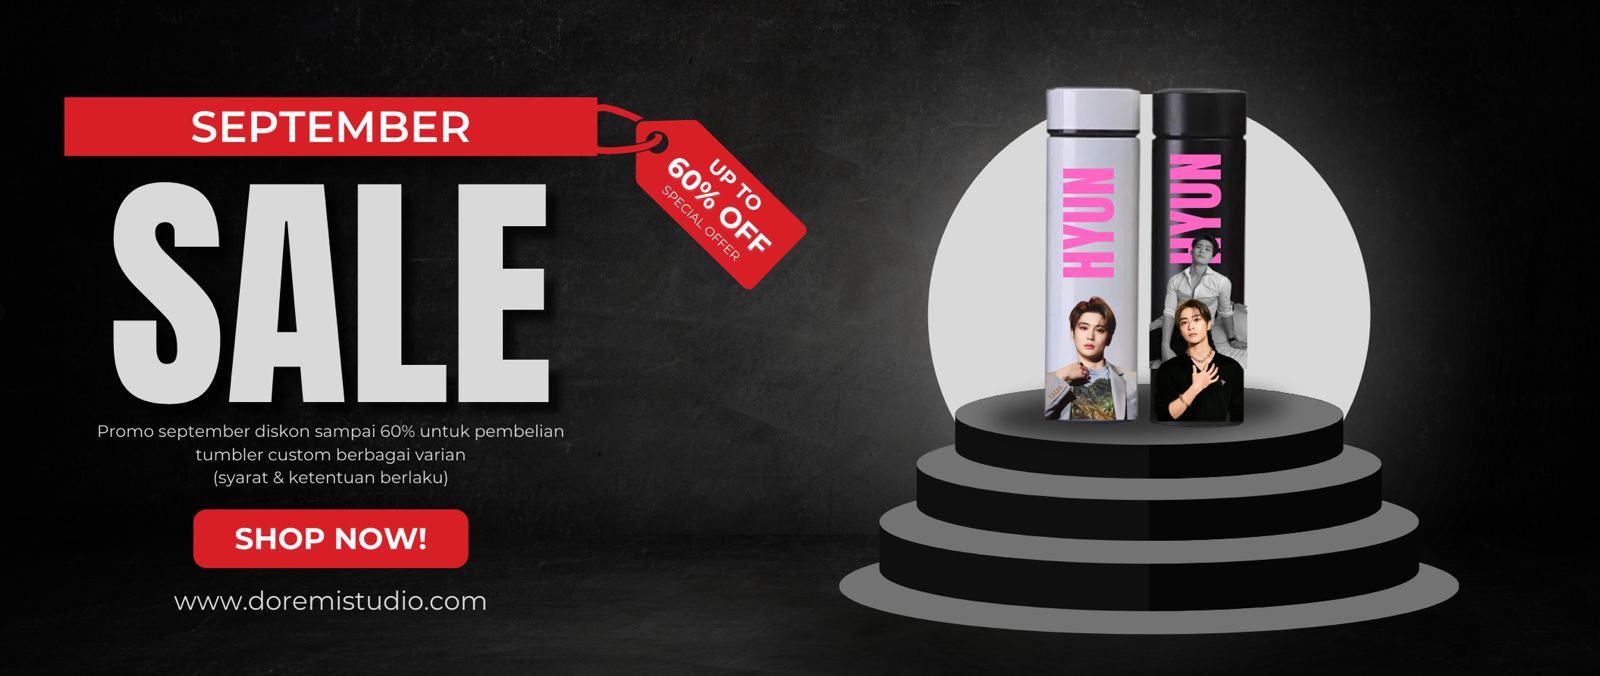 SEPTEMBER
SALE
UP TO
60% OFF
SPECIAL OFFER
Promo september diskon sampai 60% untuk pembelian
tumbler custom berbagai varian
(syarat & ketentuan berlaku)
SHOP NOW!
www.doremistudio.com
HYUN
HYUN